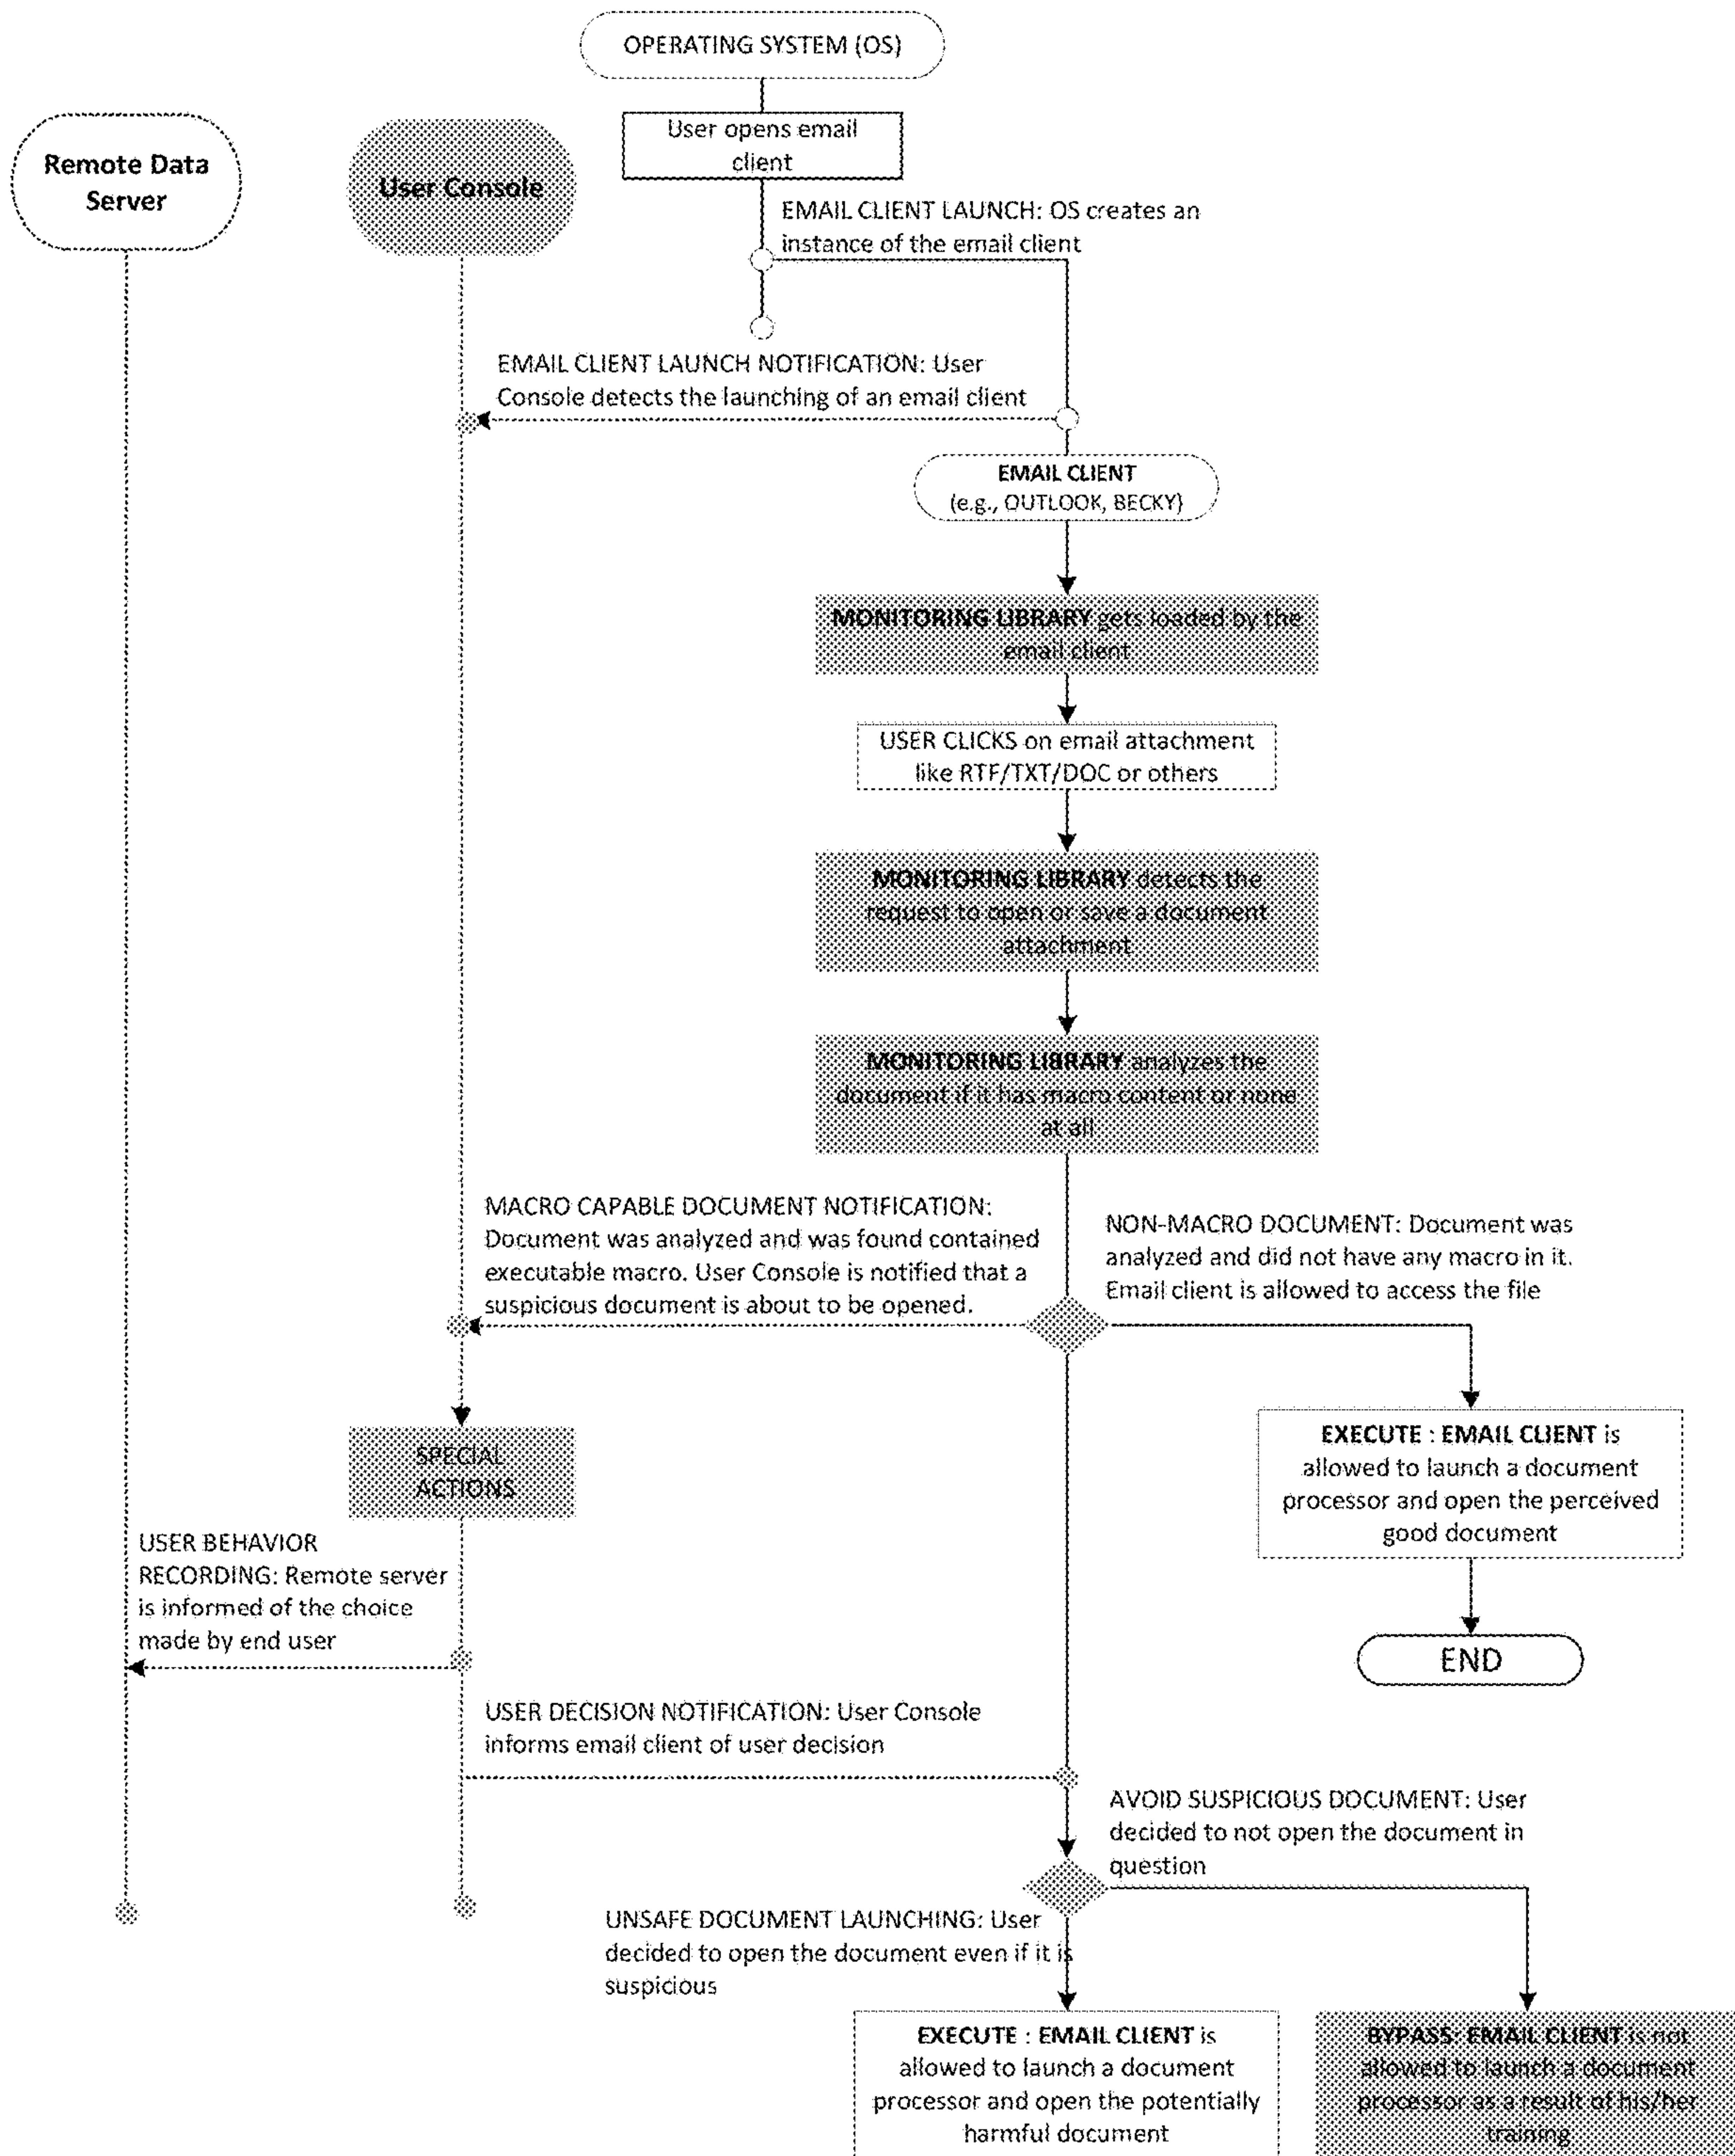 OPERATING SYSTEM (OS)
User opens email
client
Remote Data
Server
User Console
EMAIL CLIENT LAUNCH: OS creates an
instance of the email client
EMAIL CLIENT LAUNCH NOTIFICATION: User
Console detects the launching of an email client
EMAIL CLIENT
(e.g., OUTLOOK, BECKY)
MONITORING LIBRARY gets loaded by the
email client
USER CLICKS on email attachment
like RTF/TXT/DOC or others
MONITORING LIBRARY detects the
request to open or save a document
attachment
MONITORING LIBRARY analyzes the
document if it has macro content or none
at all
MACRO CAPABLE DOCUMENT NOTIFICATION:
Document was analyzed and was found contained
executable macro. User Console is notified that a
suspicious document is about to be opened.
NON-MACRO DOCUMENT: Document was
analyzed and did not have any macro in it.
Email client is allowed to access the file
SPECIAL
ACTIONS
EXECUTE : EMAIL CLIENT is
allowed to launch a document
processor and open the perceived
good document
END
USER BEHAVIOR
RECORDING: Remote server
is informed of the choice
made by end user
USER DECISION NOTIFICATION: User Console
informs email client of user decision
AVOID SUSPICIOUS DOCUMENT: User
decided to not open the document in
question
UNSAFE DOCUMENT LAUNCHING: User
decided to open the document even if it is
suspicious
EXECUTE : EMAIL CLIENT is
allowed to launch a document
processor and open the potentially
harmful document
BYPASS: EMAIL CLIENT is not
allowed to launch a document
processor as a result of his/her
training